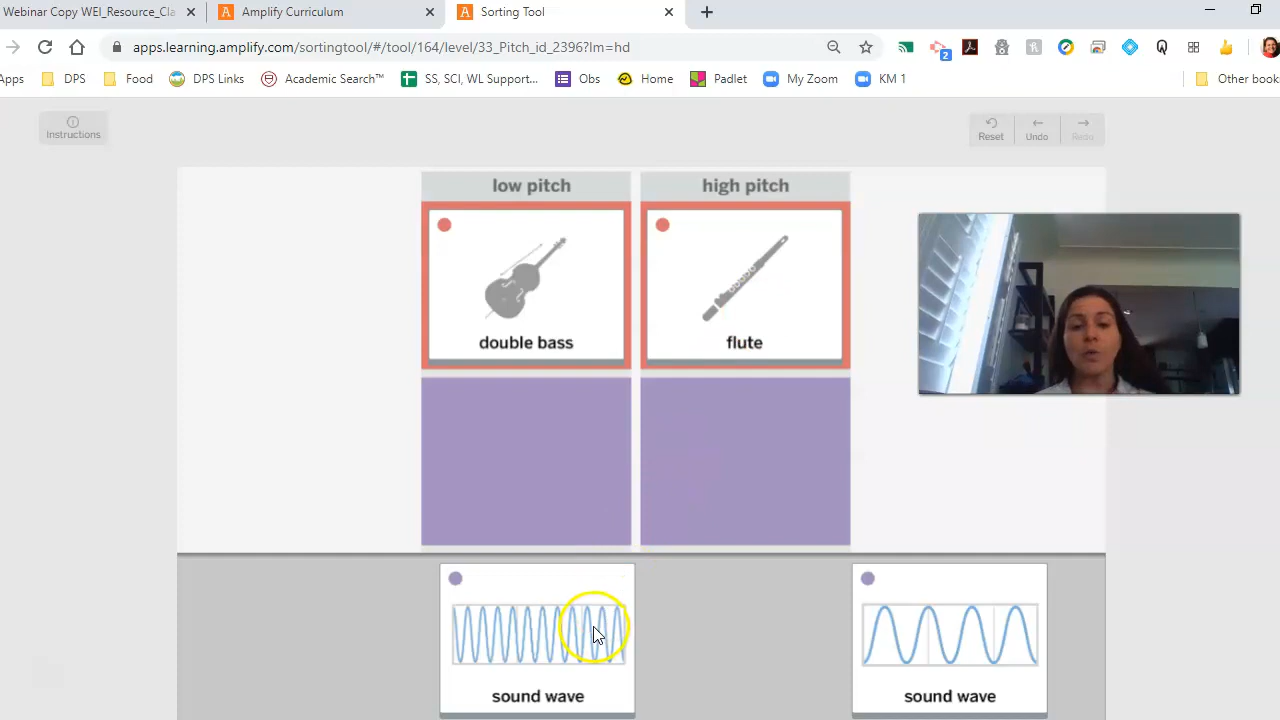 Webinar Copy WEI_Resource_Cla
Amplify Curriculum
Sorting Tool
apps.learning.amplify.com/sortingtool/#/tool/164/level/33_Pitch_id_2396?lm=hd
2
Apps
DPS
Food
DPS Links
Academic Search™
SS, SCI, WL Support...
Obs
Home
Padlet
My Zoom
KM 1
Other book
Instructions
Reset
Undo
Redo
low pitch
high pitch
double bass
flute
sound wave
sound wave